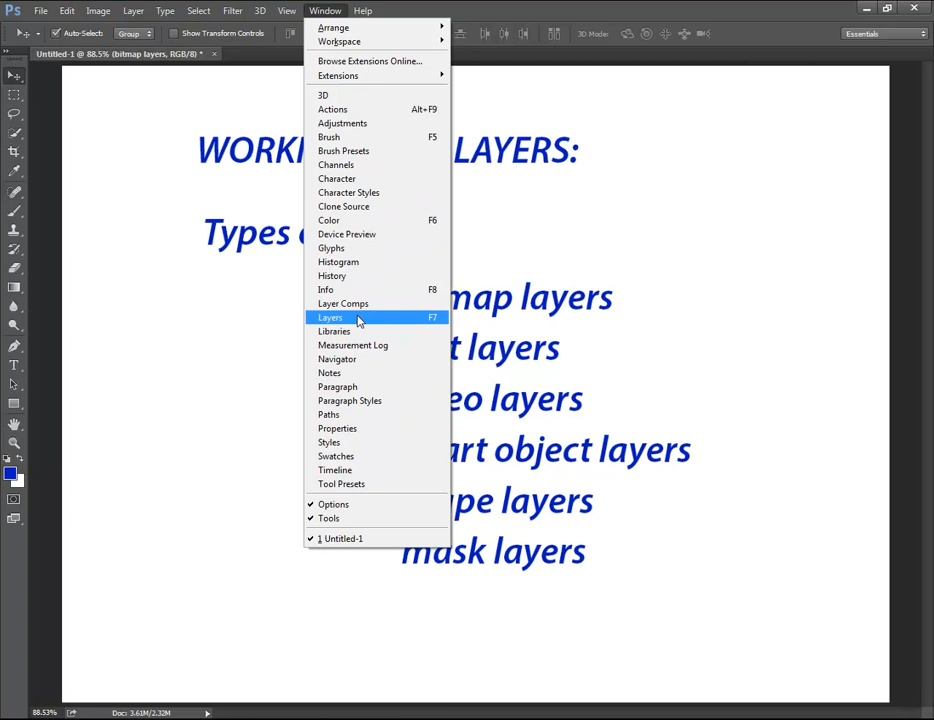 Ps File Edit Image Layer Type Select Filter 3D View Window Help
Auto-Select: Group Show Transform Controls 3D Mode: Essentials
Untitled-1 @ 88.5% (bitmap layers, RGB/8) *
Arrange
Workspace
Browse Extensions Online...
Extensions
3D
Actions Alt+F9
Adjustments
Brush F5
Brush Presets
Channels
Character
Character Styles
Clone Source
Color F6
Device Preview
Glyphs
Histogram
History
Info F8
Layer Comps
Layers F7
Libraries
Measurement Log
Navigator
Notes
Paragraph
Paragraph Styles
Paths
Properties
Styles
Swatches
Timeline
Tool Presets
Options
Tools
1 Untitled-1
LAYERS:
Types
map layers
layers
layers
art object layers
layers
mask layers
88.53% Doc: 3.61M/2.32M